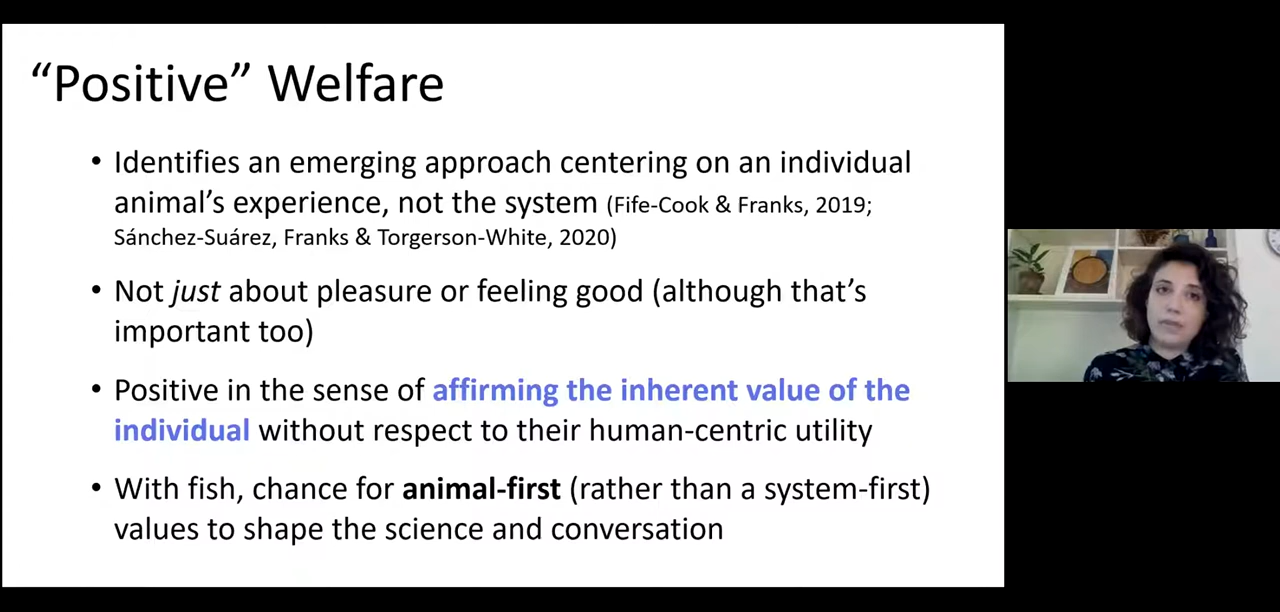 “Positive” Welfare
• Identifies an emerging approach centering on an individual
animal’s experience, not the system (Fife-Cook & Franks, 2019;
Sánchez-Suárez, Franks & Torgerson-White, 2020)
• Not just about pleasure or feeling good (although that’s
important too)
• Positive in the sense of affirming the inherent value of the
individual without respect to their human-centric utility
• With fish, chance for animal-first (rather than a system-first)
values to shape the science and conversation